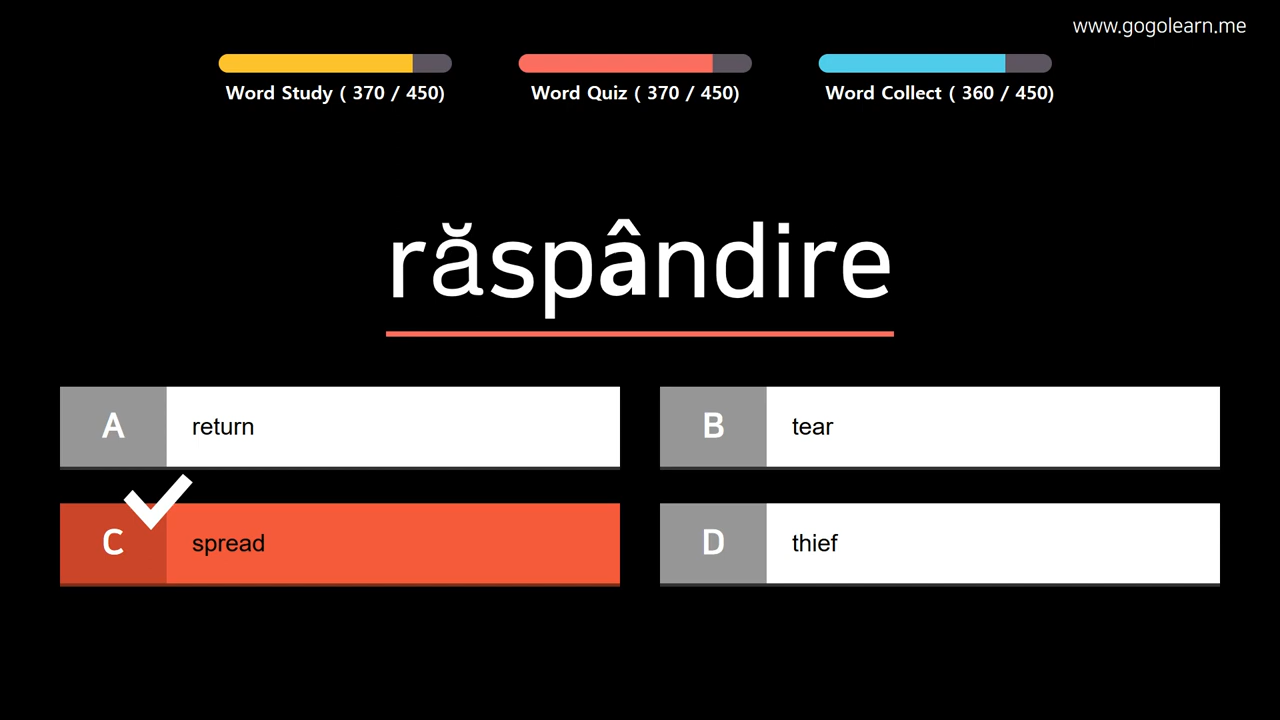 www.gogolearn.me
Word Study ( 370 / 450)
Word Quiz ( 370 / 450)
Word Collect ( 360 / 450)
răspândire
A return
B tear
C spread
D thief